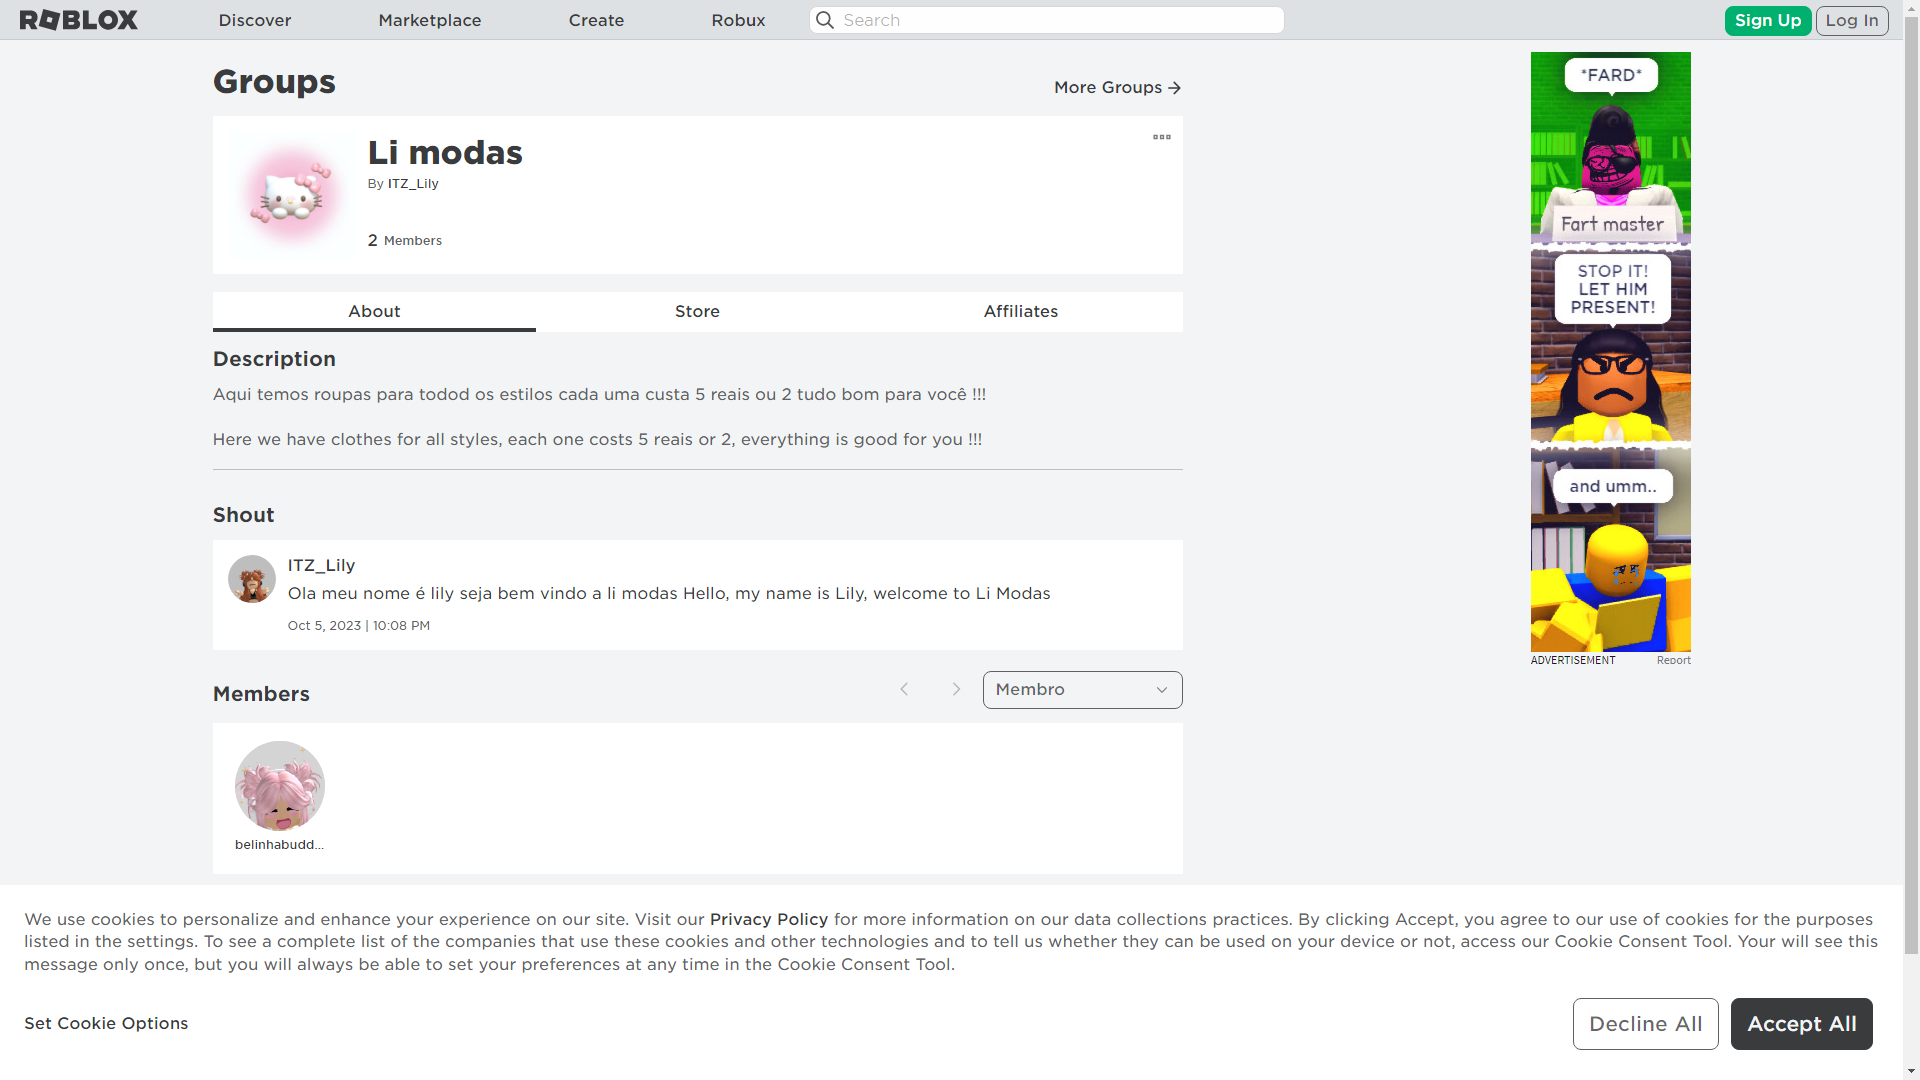 ROBLOX
Discover
Marketplace
Create
Robux
Search
Sign Up
Log In
Groups
More Groups
Li modas
By ITZ_Lily
2 Members
About
Store
Affiliates
Description
Aqui temos roupas para todod os estilos cada uma custa 5 reais ou 2 tudo bom para você !!!
Here we have clothes for all styles, each one costs 5 reais or 2, everything is good for you !!!
Shout
ITZ_Lily
Ola meu nome é lily seja bem vindo a li modas Hello, my name is Lily, welcome to Li Modas
Oct 5, 2023 | 10:08 PM
Members
Membro
belinhabudd...
*FARD*
Fart master
STOP IT!
LET HIM
PRESENT!
and umm..
ADVERTISEMENT
Report
We use cookies to personalize and enhance your experience on our site. Visit our Privacy Policy for more information on our data collections practices. By clicking Accept, you agree to our use of cookies for the purposes
listed in the settings. To see a complete list of the companies that use these cookies and other technologies and to tell us whether they can be used on your device or not, access our Cookie Consent Tool. Your will see this
message only once, but you will always be able to set your preferences at any time in the Cookie Consent Tool.
Set Cookie Options
Decline All
Accept All